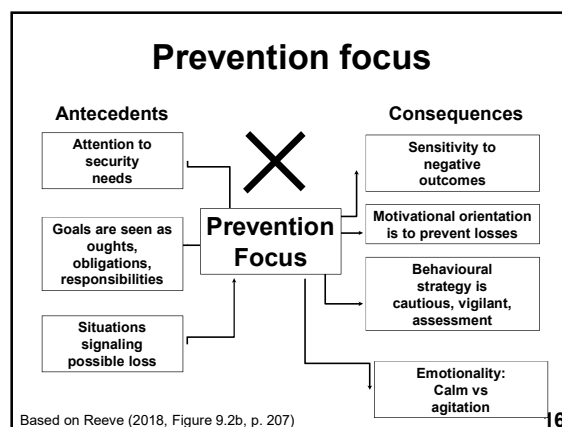 Prevention focus
Antecedents
Attention to
security
needs
Goals are seen as
oughts,
obligations,
responsibilities
Situations
signaling
possible loss
Prevention
Focus
Consequences
Sensitivity to
negative
outcomes
Motivational orientation
is to prevent losses
Behavioural
strategy is
cautious, vigilant,
assessment
Emotionality:
Calm vs
agitation
Based on Reeve (2018, Figure 9.2b, p. 207)
16